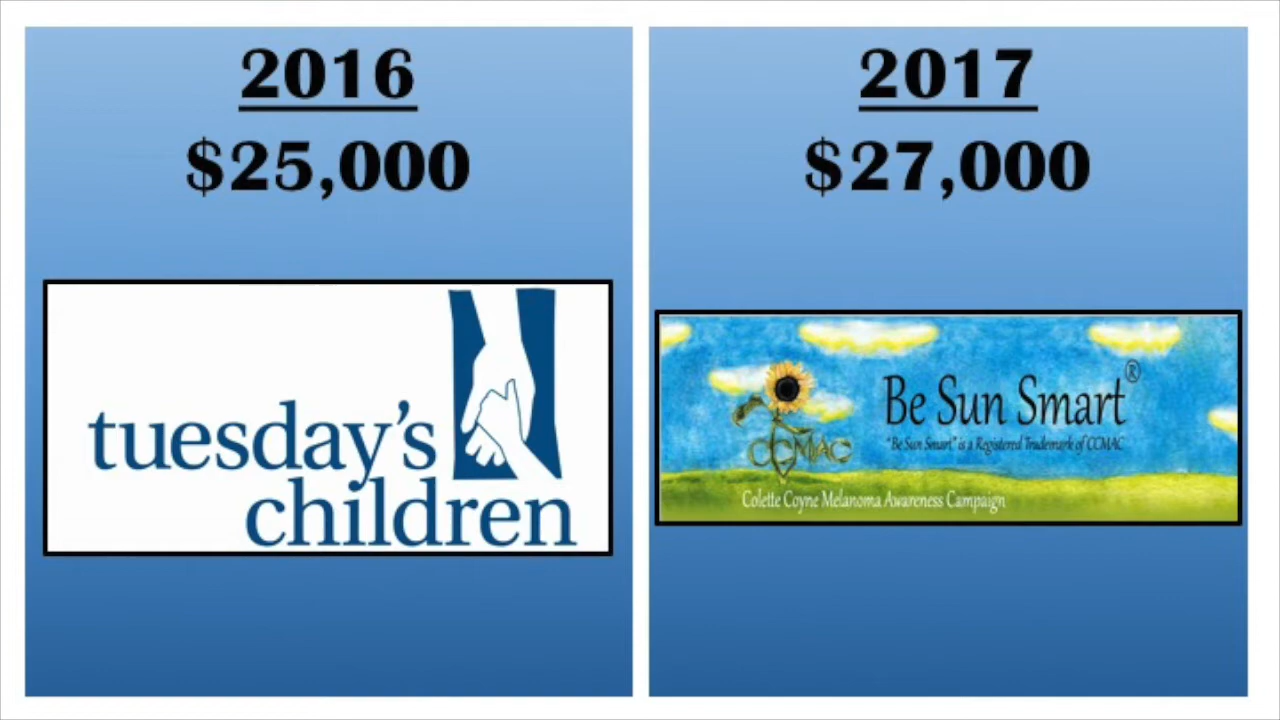 2016
$25,000
tuesday's
children
2017
$27,000
Be Sun Smart®
"Be Sun Smart" is a Registered Trademark of CCMAC
CCMAC
Colette Coyne Melanoma Awareness Campaign